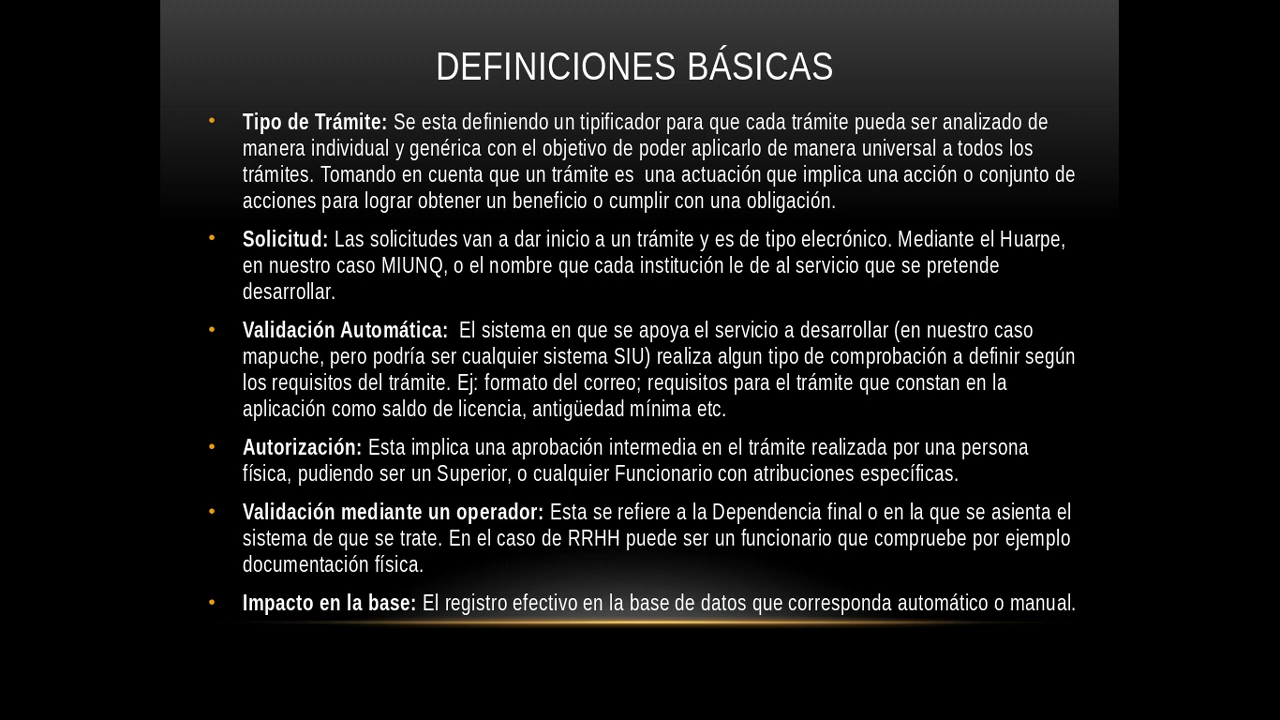 DEFINICIONES BÁSICAS
• Tipo de Trámite: Se esta definiendo un tipificador para que cada trámite pueda ser analizado de
manera individual y genérica con el objetivo de poder aplicarlo de manera universal a todos los
trámites. Tomando en cuenta que un trámite es  una actuación que implica una acción o conjunto de
acciones para lograr obtener un beneficio o cumplir con una obligación.
• Solicitud: Las solicitudes van a dar inicio a un trámite y es de tipo elecrónico. Mediante el Huarpe,
en nuestro caso MIUNQ, o el nombre que cada institución le de al servicio que se pretende
desarrollar.
• Validación Automática:  El sistema en que se apoya el servicio a desarrollar (en nuestro caso
mapuche, pero podría ser cualquier sistema SIU) realiza algun tipo de comprobación a definir según
los requisitos del trámite. Ej: formato del correo; requisitos para el trámite que constan en la
aplicación como saldo de licencia, antigüedad mínima etc.
• Autorización: Esta implica una aprobación intermedia en el trámite realizada por una persona
física, pudiendo ser un Superior, o cualquier Funcionario con atribuciones específicas.
• Validación mediante un operador: Esta se refiere a la Dependencia final o en la que se asienta el
sistema de que se trate. En el caso de RRHH puede ser un funcionario que compruebe por ejemplo
documentación física.
• Impacto en la base: El registro efectivo en la base de datos que corresponda automático o manual.